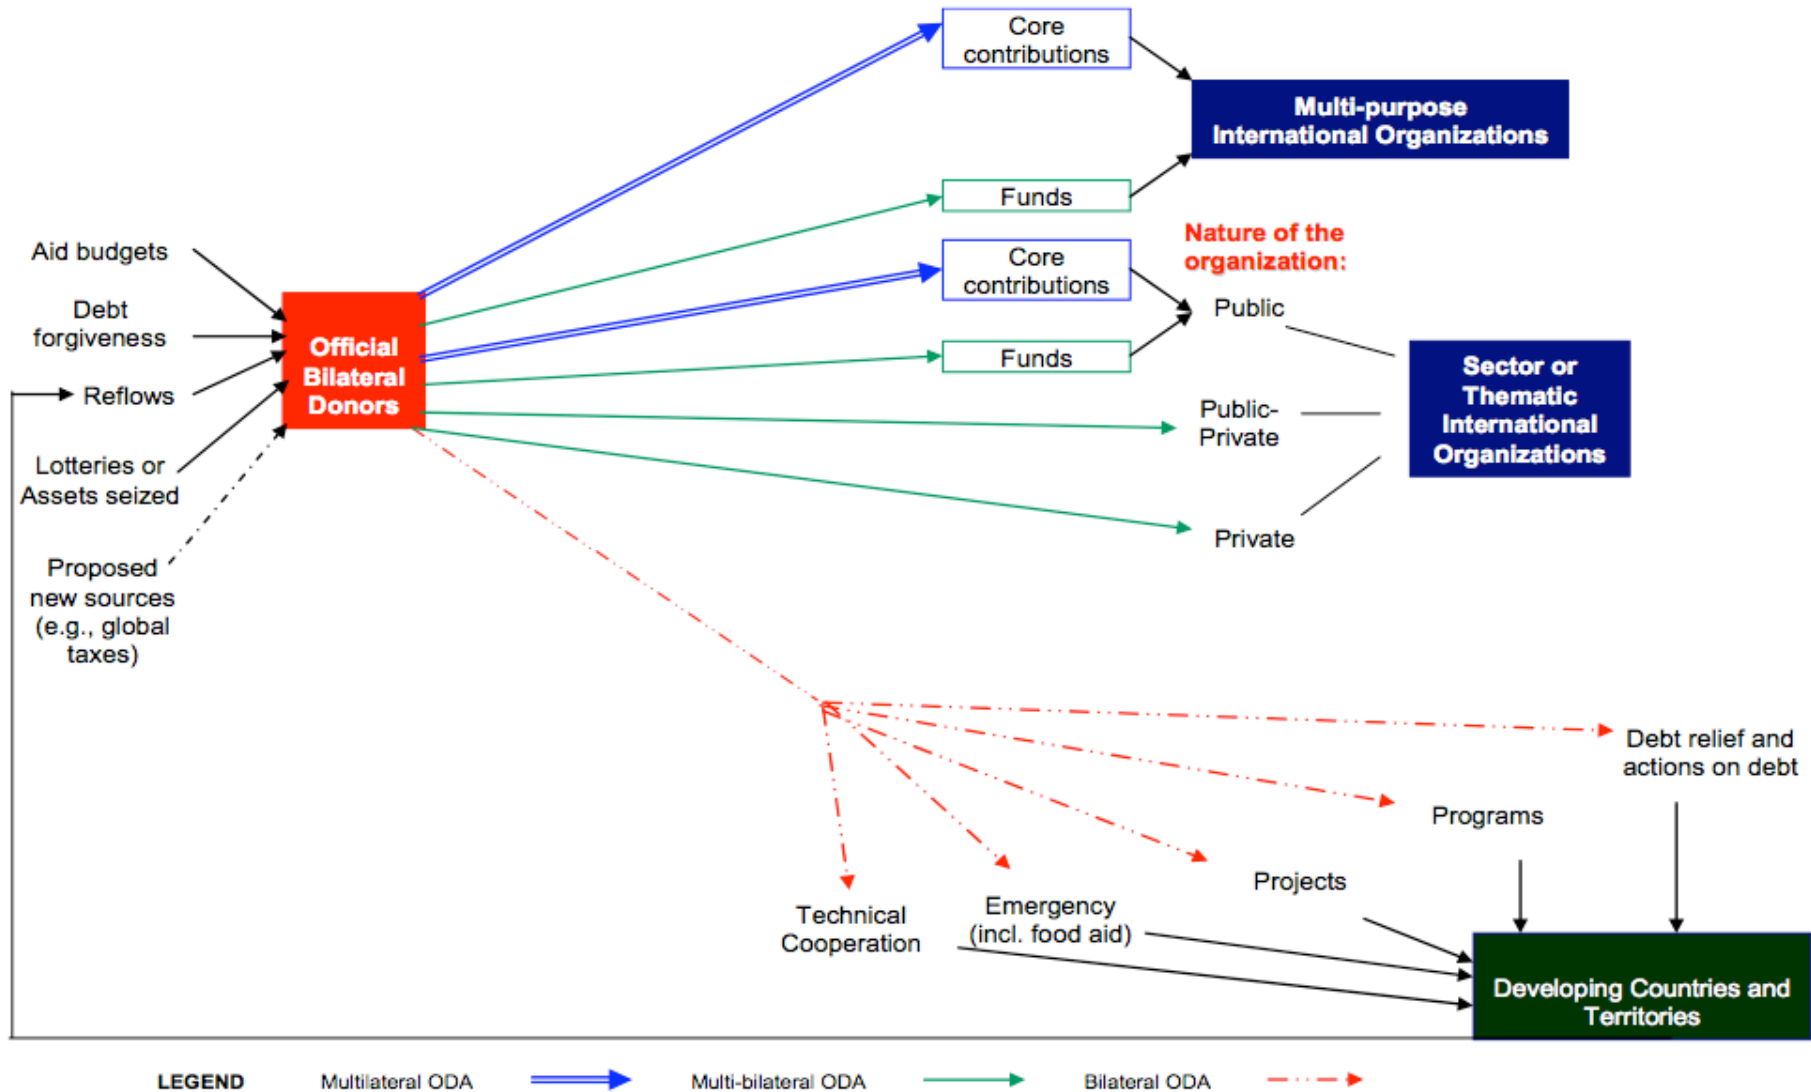 Core
contributions
Multi-purpose
International Organizations
Funds
Nature of the
organization:
Core
contributions
Public
Funds
Aid budgets
Debt
forgiveness
Reflows
Lotteries or
Assets seized
Proposed
new sources
(e.g., global
taxes)
Official
Bilateral
Donors
Public-
Private
Private
Sector or
Thematic
International
Organizations
Debt relief and
actions on debt
Programs
Projects
Emergency
(incl. food aid)
Technical
Cooperation
Developing Countries and
Territories
LEGEND Multilateral ODA Multi-bilateral ODA Bilateral ODA